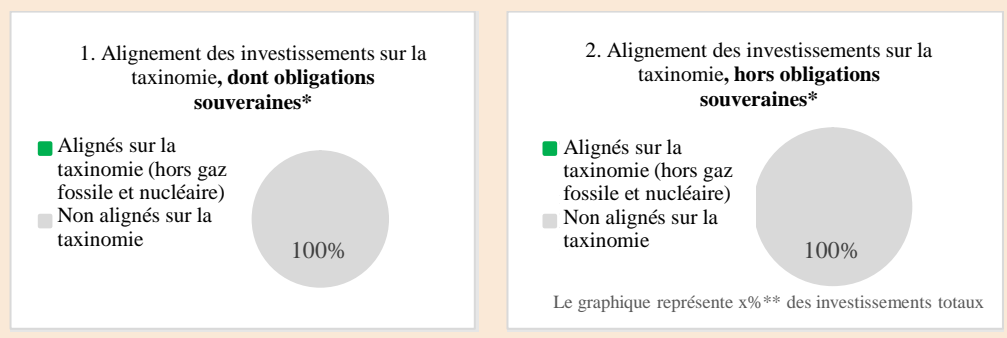 1. Alignement des investissements sur la
taxinomie, dont obligations
souveraines*
Alignés sur la
taxinomie (hors gaz
fossile et nucléaire)
Non alignés sur la
taxinomie
100%
2. Alignement des investissements sur la
taxinomie, hors obligations
souveraines*
Alignés sur la
taxinomie (hors gaz
fossile et nucléaire)
Non alignés sur la
taxinomie
100%
Le graphique représente x%** des investissements totaux